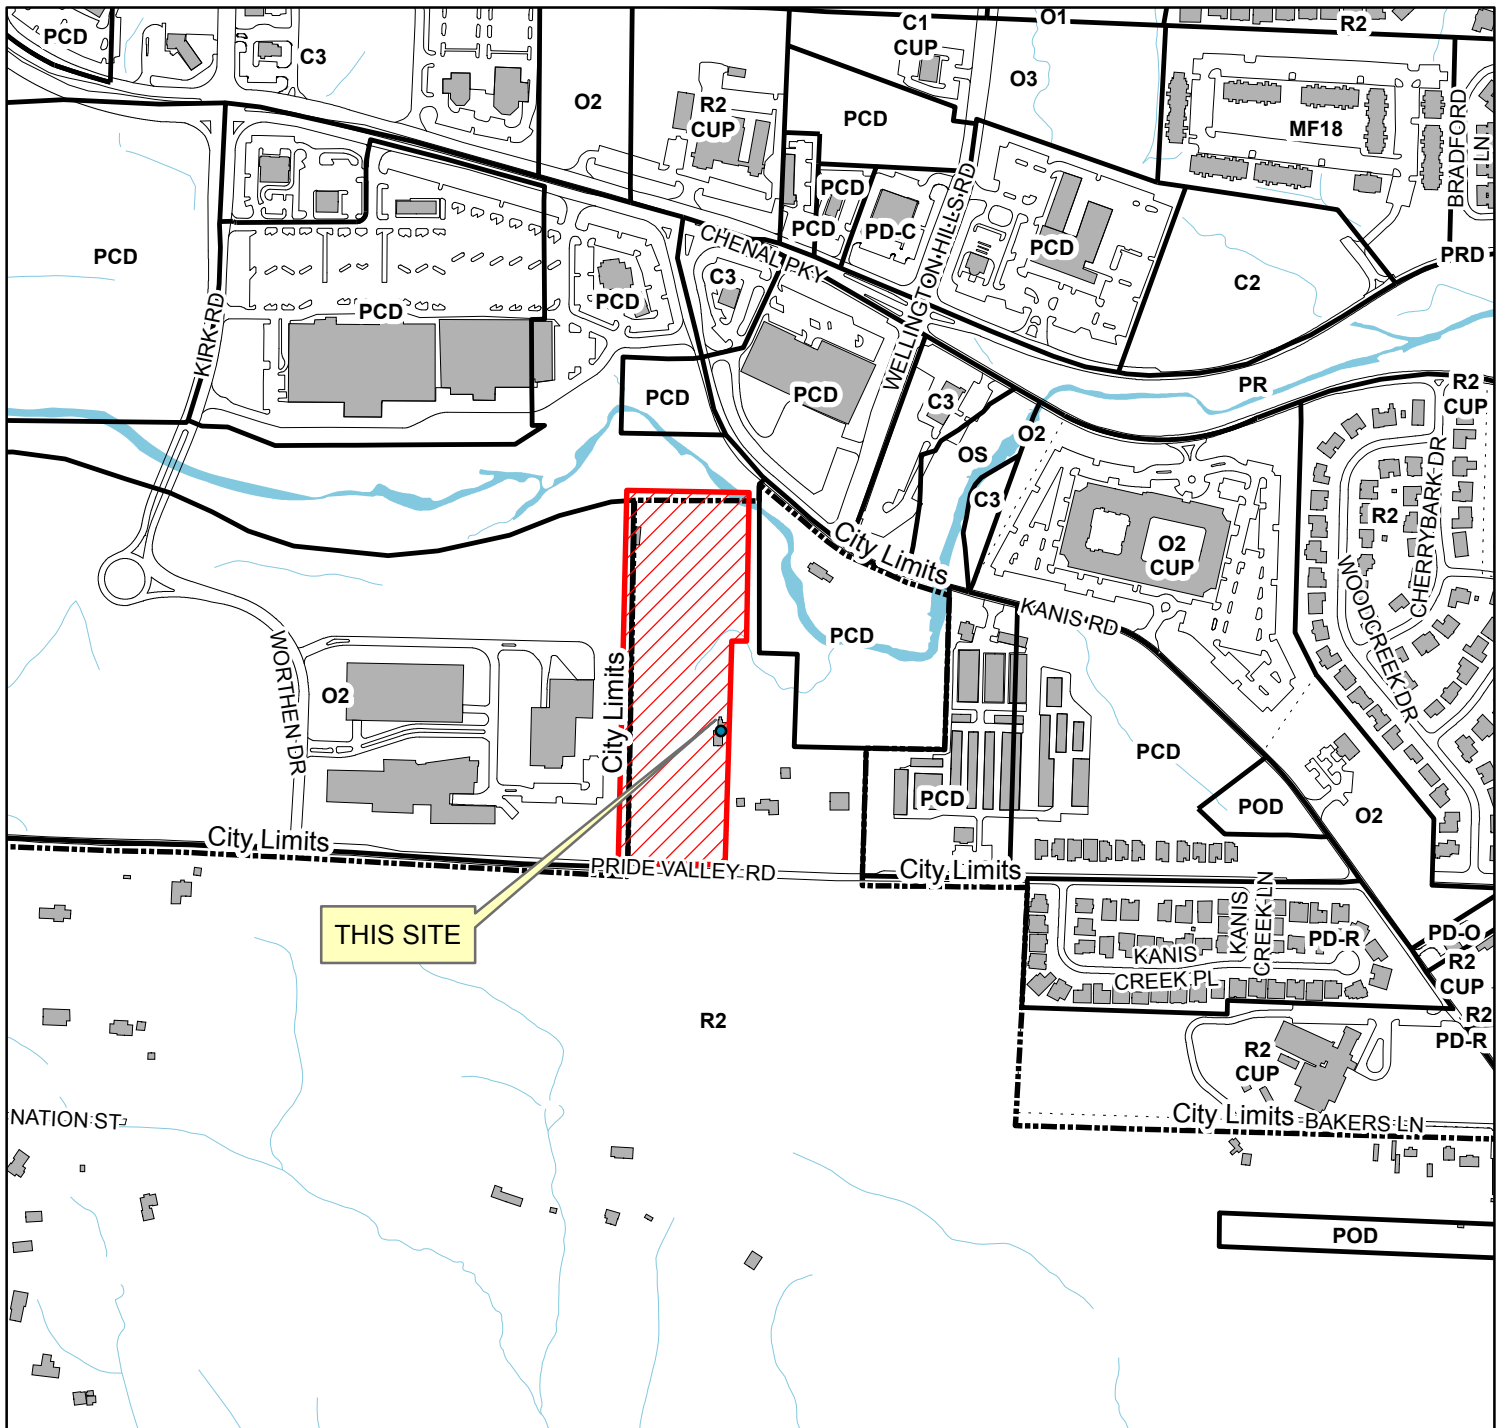 C1
CUP
O1
R2
PCD
C3
O3
O2
R2
CUP
PCD
MF18
BRADFORD
LN
PCD
PCD
PD-C
WELLINGTON HILLS RD
PCD
PRD
PCD
CHENAL PKY
C3
PCD
C2
PCD
KIRK RD
PCD
PCD
WELLINGTON
C3
PR
R2
CUP
O2
OS
C3
R2
CHERRYBARK DR
City Limits
O2
CUP
WOODCREEK DR
KANIS RD
PCD
WORTHEN DR
O2
City Limits
PCD
PCD
POD
O2
City Limits
PRIDE VALLEY RD
City Limits
THIS SITE
KANIS
CREEK LN
PD-R
KANIS
CREEK PL
PD-O
R2
CUP
R2
PD-R
R2
R2
CUP
NATION ST
City Limits
BAKERS LN
POD